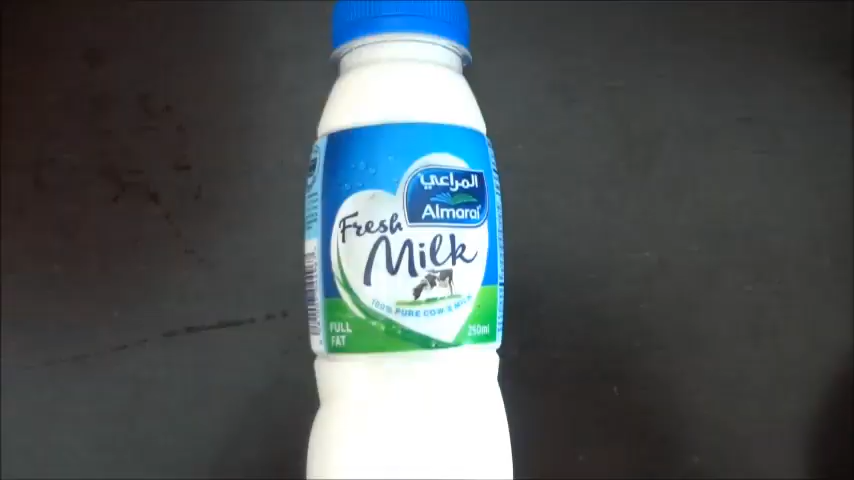 المراعي
Almarai
Fresh
Milk
100% PURE COW'S MILK
FULL
FAT
250ml